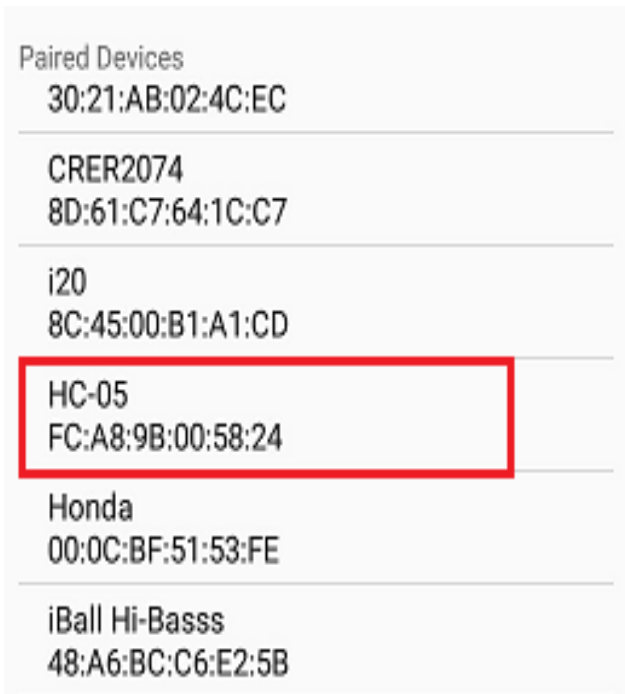 Paired Devices
30:21:AB:02:4C:EC
CRER2074
8D:61:C7:64:1C:C7
i20
8C:45:00:B1:A1:CD
HC-05
FC:A8:9B:00:58:24
Honda
00:0C:BF:51:53:FE
iBall Hi-Basss
48:A6:BC:C6:E2:5B